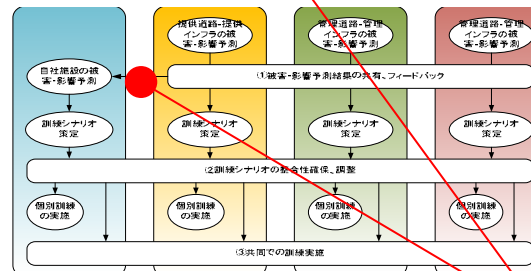 提供道路・提供
インフラの被
害・影響予測
管理道路・管理
インフラの被
害・影響予測
管理道路・管理
インフラの被
害・影響予測
自社施設の被
害・影響予測
(1)被害・影響予測結果の共有、フィードバック
訓練シナリオ
策定
訓練シナリオ
策定
訓練シナリオ
策定
訓練シナリオ
策定
(2)訓練シナリオの整合性確保、調整
個別訓練
の実施
個別訓練
の実施
個別訓練
の実施
個別訓練
の実施
(3)共同での訓練実施